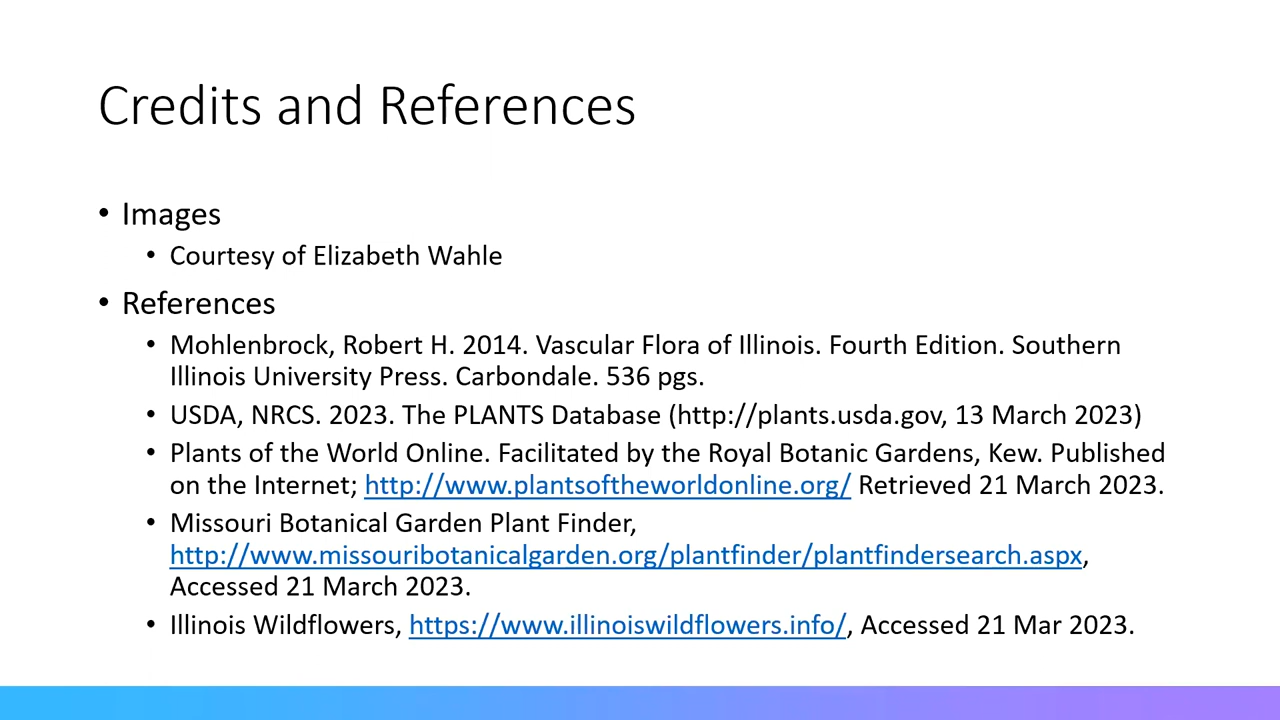 Credits and References
• Images
• Courtesy of Elizabeth Wahle
• References
• Mohlenbrock, Robert H. 2014. Vascular Flora of Illinois. Fourth Edition. Southern
Illinois University Press. Carbondale. 536 pgs.
• USDA, NRCS. 2023. The PLANTS Database (http://plants.usda.gov, 13 March 2023)
• Plants of the World Online. Facilitated by the Royal Botanic Gardens, Kew. Published
on the Internet; http://www.plantsoftheworldonline.org/ Retrieved 21 March 2023.
• Missouri Botanical Garden Plant Finder,
http://www.missouribotanicalgarden.org/plantfinder/plantfindersearch.aspx,
Accessed 21 March 2023.
• Illinois Wildflowers, https://www.illinoiswildflowers.info/, Accessed 21 Mar 2023.